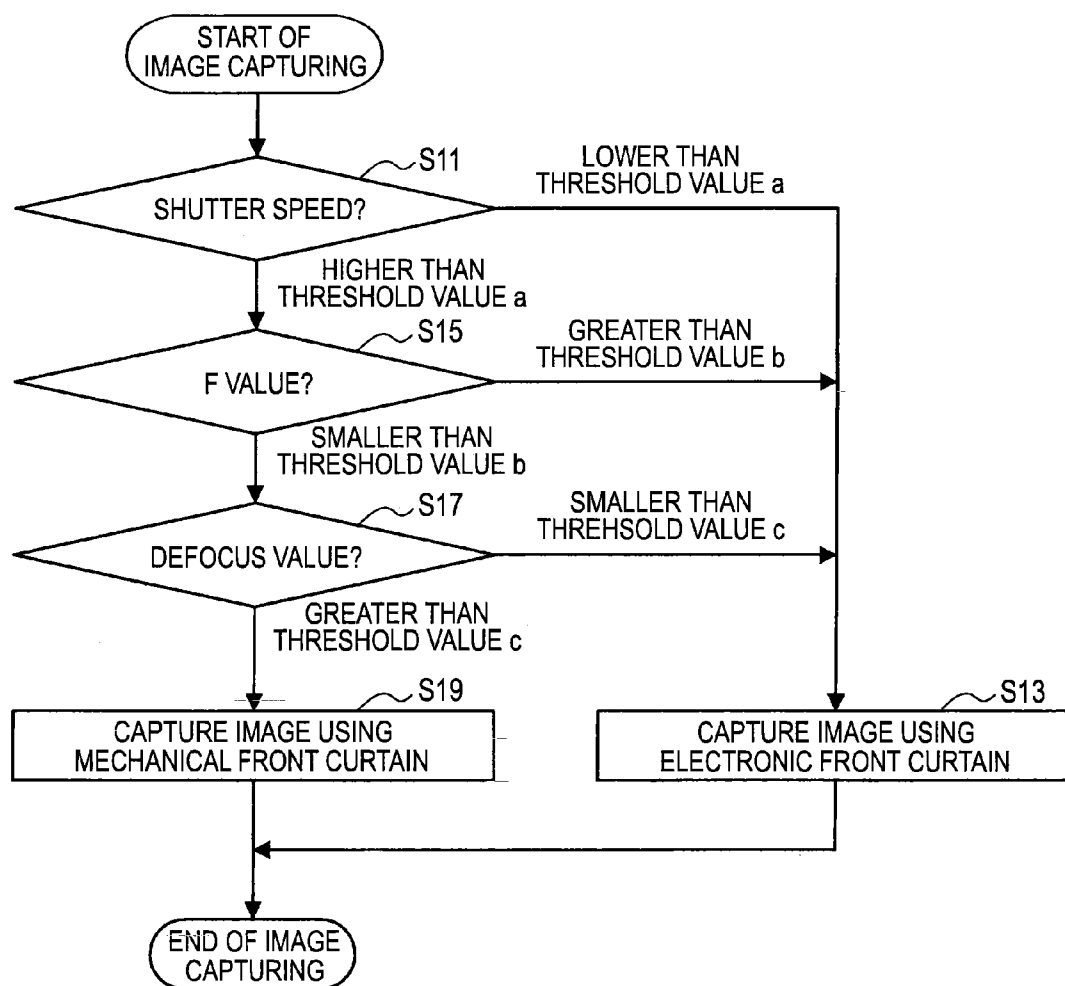 START OF
IMAGE CAPTURING
S11
SHUTTER SPEED?
LOWER THAN
THRESHOLD VALUE a
HIGHER THAN
THRESHOLD VALUE a
S15
F VALUE?
GREATER THAN
THRESHOLD VALUE b
SMALLER THAN
THRESHOLD VALUE b
S17
DEFOCUS VALUE?
SMALLER THAN
THREHSOLD VALUE c
GREATER THAN
THRESHOLD VALUE c
S19
CAPTURE IMAGE USING
MECHANICAL FRONT CURTAIN
S13
CAPTURE IMAGE USING
ELECTRONIC FRONT CURTAIN
END OF IMAGE
CAPTURING